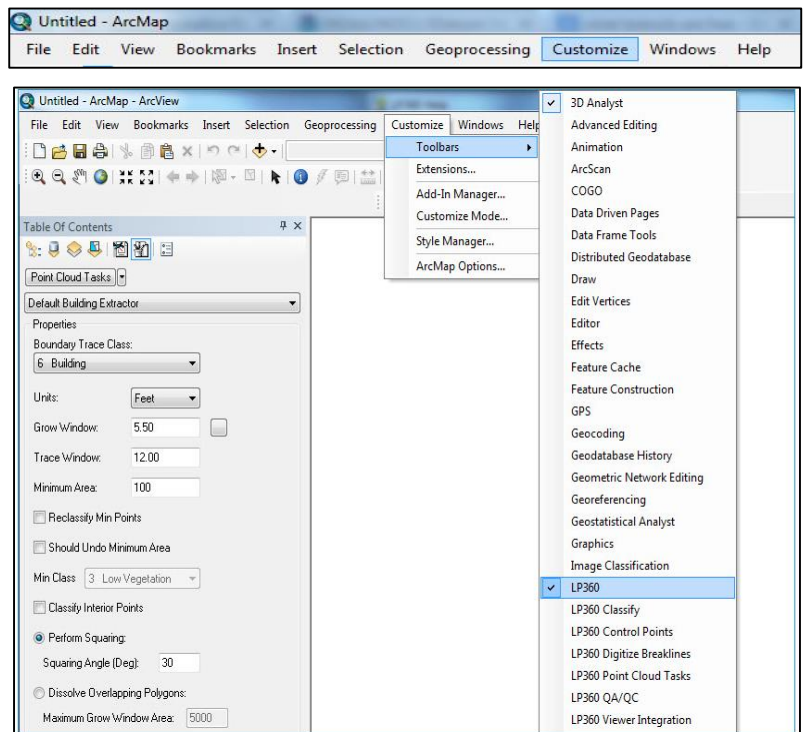 Untitled - ArcMap
File Edit View Bookmarks Insert Selection Geoprocessing Customize Windows Help
Untitled - ArcMap - ArcView
File Edit View Bookmarks Insert Selection Geoprocessing Customize Windows Help
Toolbars
Extensions...
Add-In Manager...
Customize Mode...
Style Manager...
ArcMap Options...
3D Analyst
Advanced Editing
Animation
ArcScan
COGO
Data Driven Pages
Data Frame Tools
Distributed Geodatabase
Draw
Edit Vertices
Editor
Effects
Feature Cache
Feature Construction
GPS
Geocoding
Geodatabase History
Geometric Network Editing
Georeferencing
Geostatistical Analyst
Graphics
Image Classification
LP360
LP360 Classify
LP360 Control Points
LP360 Digitize Breaklines
LP360 Point Cloud Tasks
LP360 QA/QC
LP360 Viewer Integration
Table Of Contents
Point Cloud Tasks
Default Building Extractor
Properties
Boundary Trace Class:
6 Building
Units: Feet
Grow Window: 5.50
Trace Window: 12.00
Minimum Area: 100
Reclassify Min Points
Should Undo Minimum Area
Min Class 3 Low Vegetation
Classify Interior Points
Perform Squaring:
Squaring Angle (Deg): 30
Dissolve Overlapping Polygons:
Maximum Grow Window Area: 5000